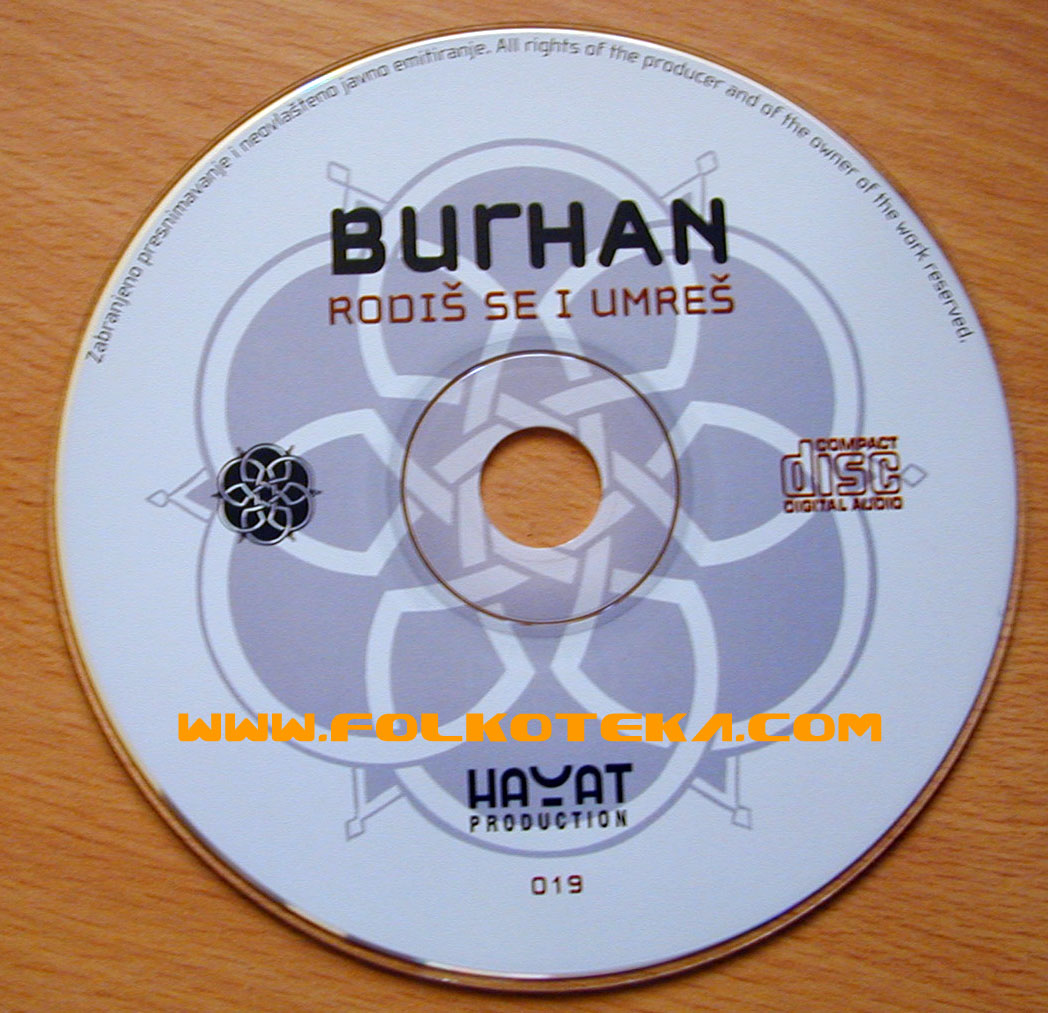 Zabranjeno presnimavanje i neovlašteno javno emitiranje. All rights of the producer and of the owner of the work reserved.
BUrHAN
RODIŠ SE I UMREŠ
COMPACT
disc
DIGITAL AUDIO
WWW.FOLKOTEKA.COM
HAYAT
PRODUCTION
019